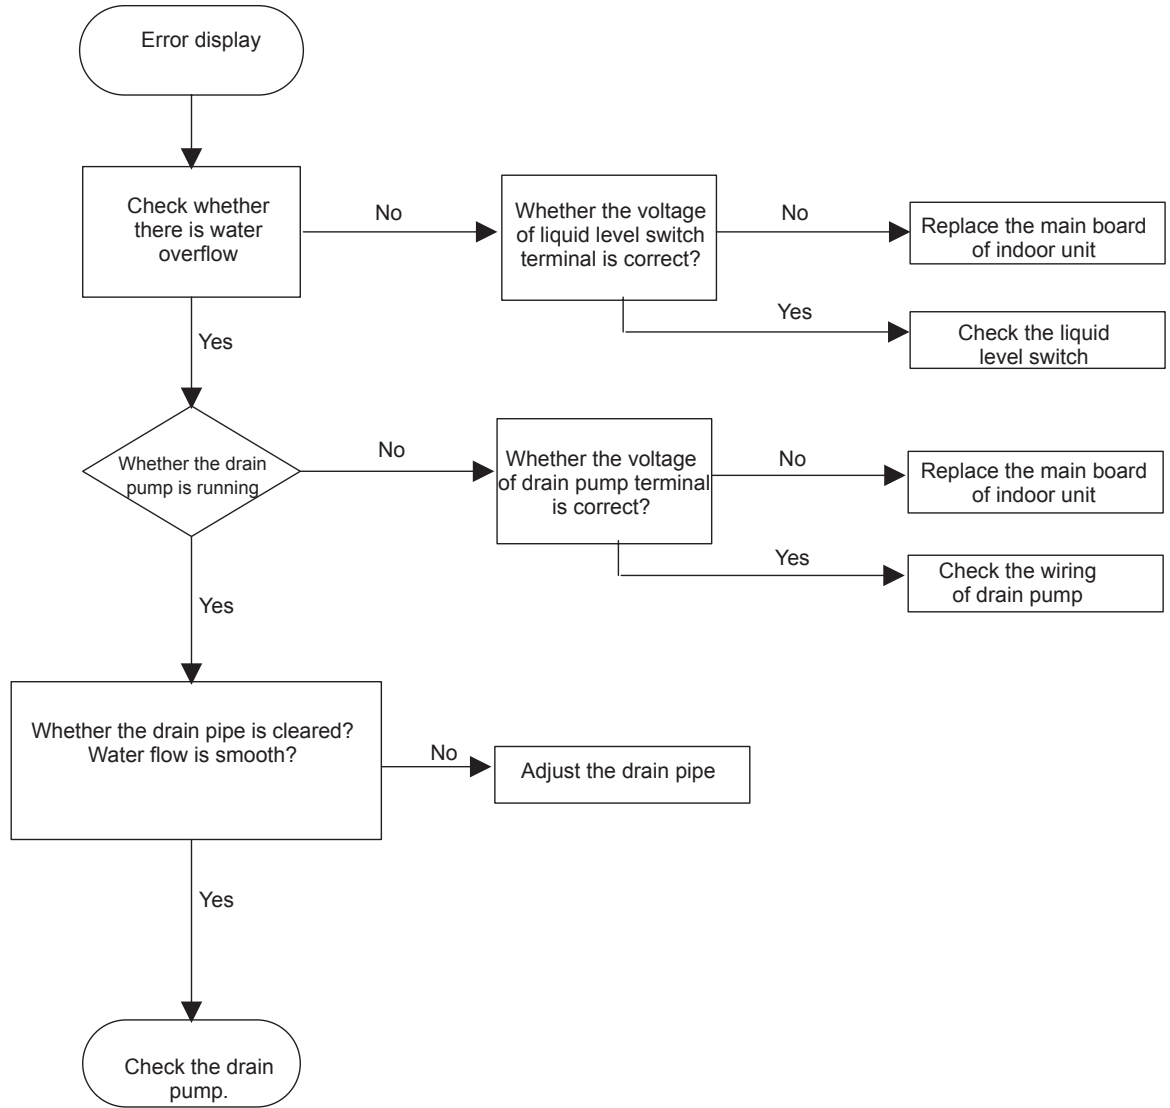 Error display
Check whether
there is water
overflow
No
Whether the voltage
of liquid level switch
terminal is correct?
No
Replace the main board
of indoor unit
Yes
Check the liquid
level switch
Yes
Whether the drain
pump is running
No
Whether the voltage
of drain pump terminal
is correct?
No
Replace the main board
of indoor unit
Yes
Check the wiring
of drain pump
Yes
Whether the drain pipe is cleared?
Water flow is smooth?
No
Adjust the drain pipe
Yes
Check the drain
pump.